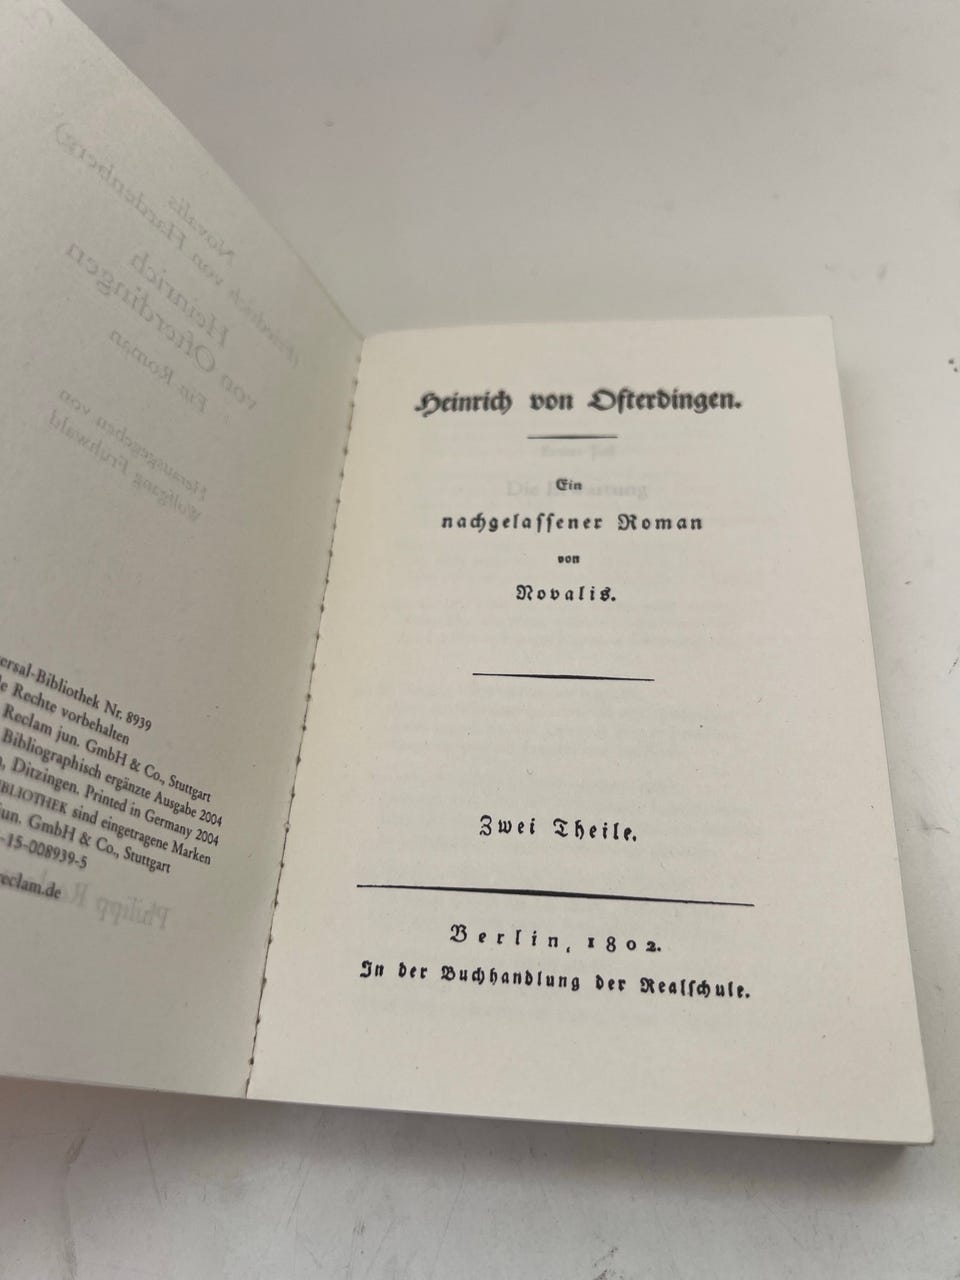 ersal-Bibliothek Nr. 8939
e Rechte vorbehalten
Reclam jun. GmbH & Co., Stuttgart
Bibliographisch ergänzte Ausgabe 2004
, Ditzingen. Printed in Germany 2004
BLIOTHEK sind eingetragene Marken
jun. GmbH & Co., Stuttgart
-15-008939-5
reclam.de
Heinrich von Ofterdingen.
Ein
nachgelaſſener Roman
von
Novalis.
Zwei Theile.
Berlin, 1802.
In der Buchhandlung der Realſchule.